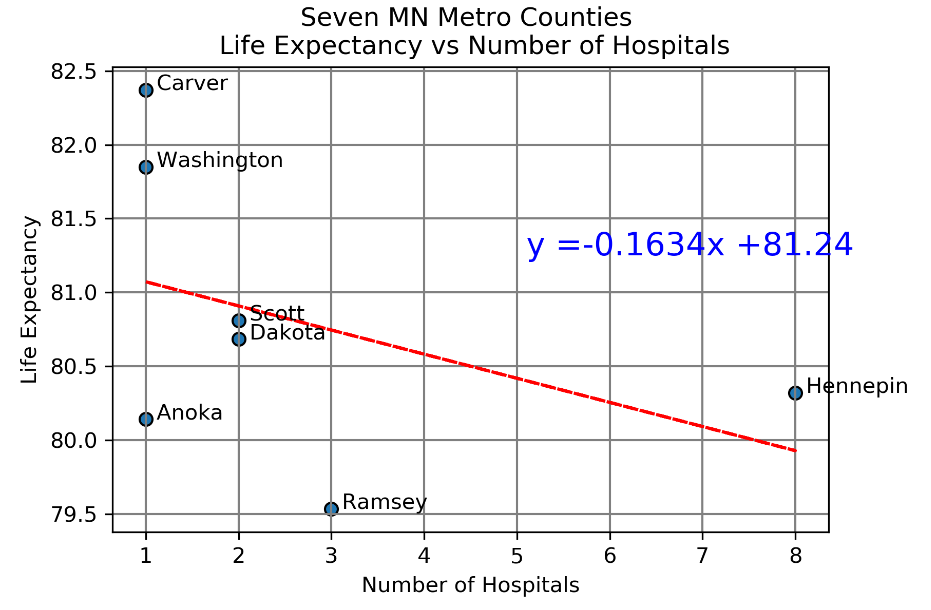 Seven MN Metro Counties
Life Expectancy vs Number of Hospitals
Life Expectancy
82.5
82.0
81.5
81.0
80.5
80.0
79.5
Carver
Washington
y =-0.1634x +81.24
Scott
Dakota
Hennepin
Anoka
Ramsey
1 2 3 4 5 6 7 8
Number of Hospitals